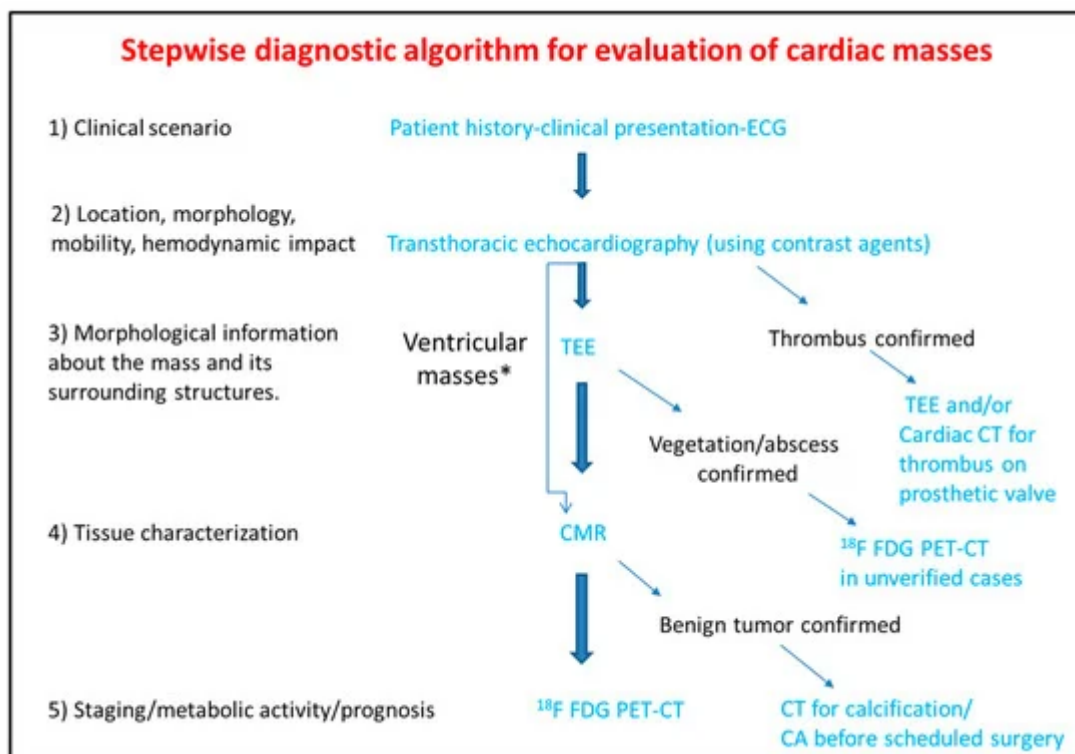 Stepwise diagnostic algorithm for evaluation of cardiac masses
1) Clinical scenario
Patient history-clinical presentation-ECG
2) Location, morphology,
mobility, hemodynamic impact
Transthoracic echocardiography (using contrast agents)
3) Morphological information
about the mass and its
surrounding structures.
Ventricular
masses*
TEE
Thrombus confirmed
TEE and/or
Cardiac CT for
thrombus on
prosthetic valve
Vegetation/abscess
confirmed
4) Tissue characterization
CMR
¹⁸F FDG PET-CT
in unverified cases
Benign tumor confirmed
5) Staging/metabolic activity/prognosis
¹⁸F FDG PET-CT
CT for calcification/
CA before scheduled surgery